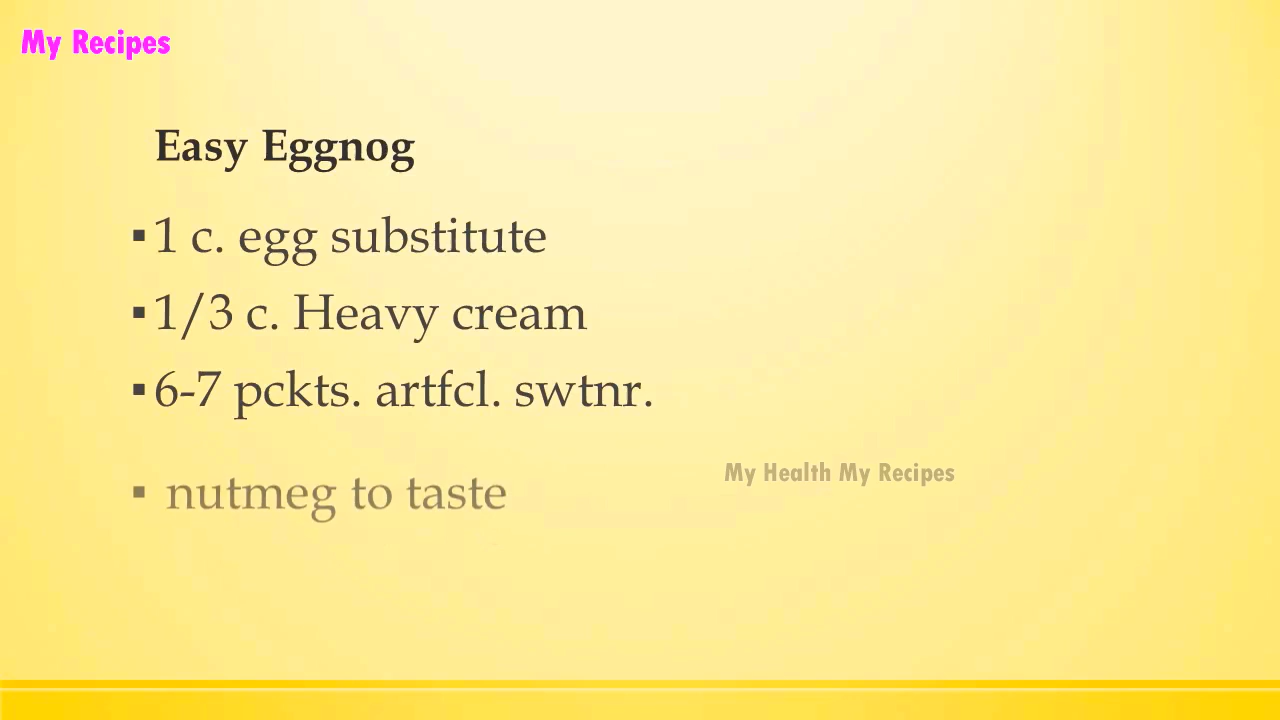 My Recipes
Easy Eggnog
▪1 c. egg substitute
▪1/3 c. Heavy cream
▪6-7 pckts. artfcl. swtnr.
My Health My Recipes
▪ nutmeg to taste